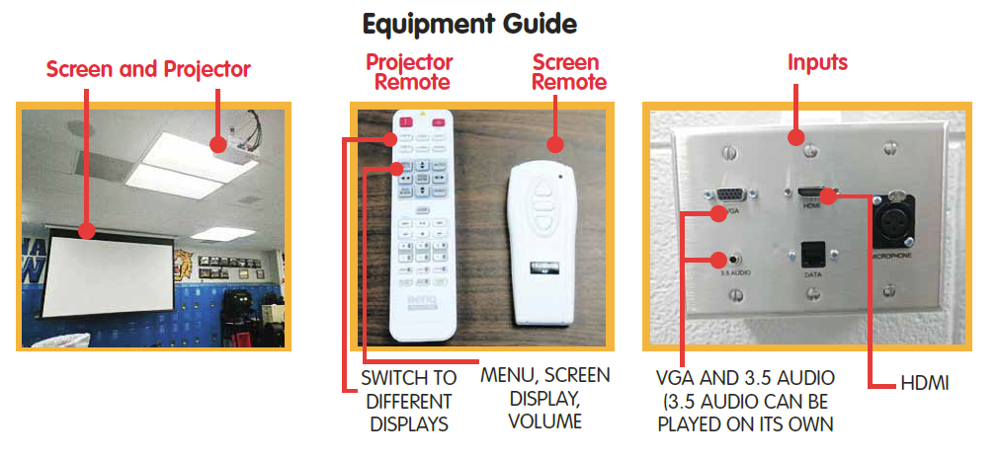 Equipment Guide
Screen and Projector
Projector
Remote
Screen
Remote
Inputs
VGA
HDMI
3.5 AUDIO
DATA
MICROPHONE
BenQ
SWITCH TO
DIFFERENT
DISPLAYS
MENU, SCREEN
DISPLAY,
VOLUME
VGA AND 3.5 AUDIO
(3.5 AUDIO CAN BE
PLAYED ON ITS OWN
HDMI